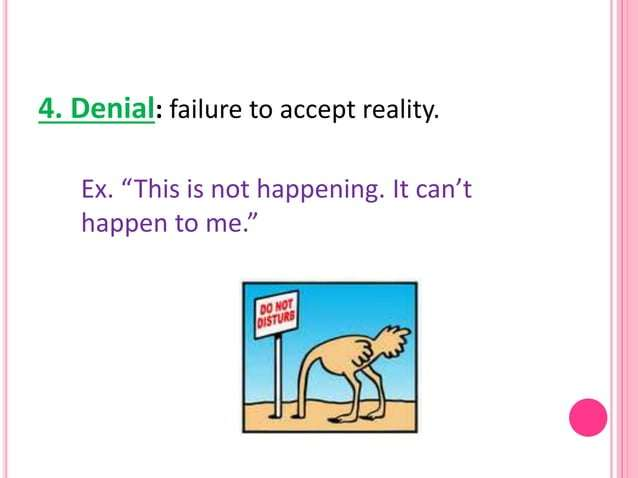 4. Denial: failure to accept reality.
Ex. “This is not happening. It can’t
happen to me.”
DO NOT
DISTURB